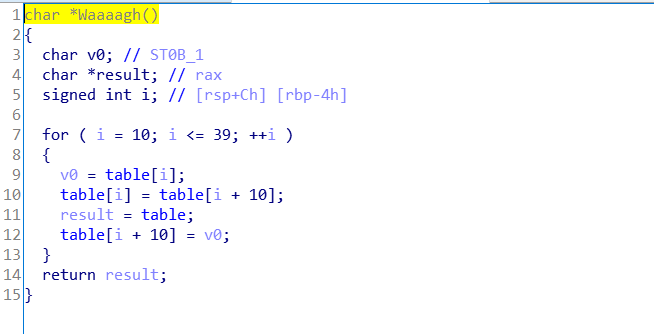 1 char *Waaaagh()
2 {
3   char v0; // ST0B_1
4   char *result; // rax
5   signed int i; // [rsp+Ch] [rbp-4h]
6
7   for ( i = 10; i <= 39; ++i )
8   {
9     v0 = table[i];
10     table[i] = table[i + 10];
11     result = table;
12     table[i + 10] = v0;
13   }
14   return result;
15 }